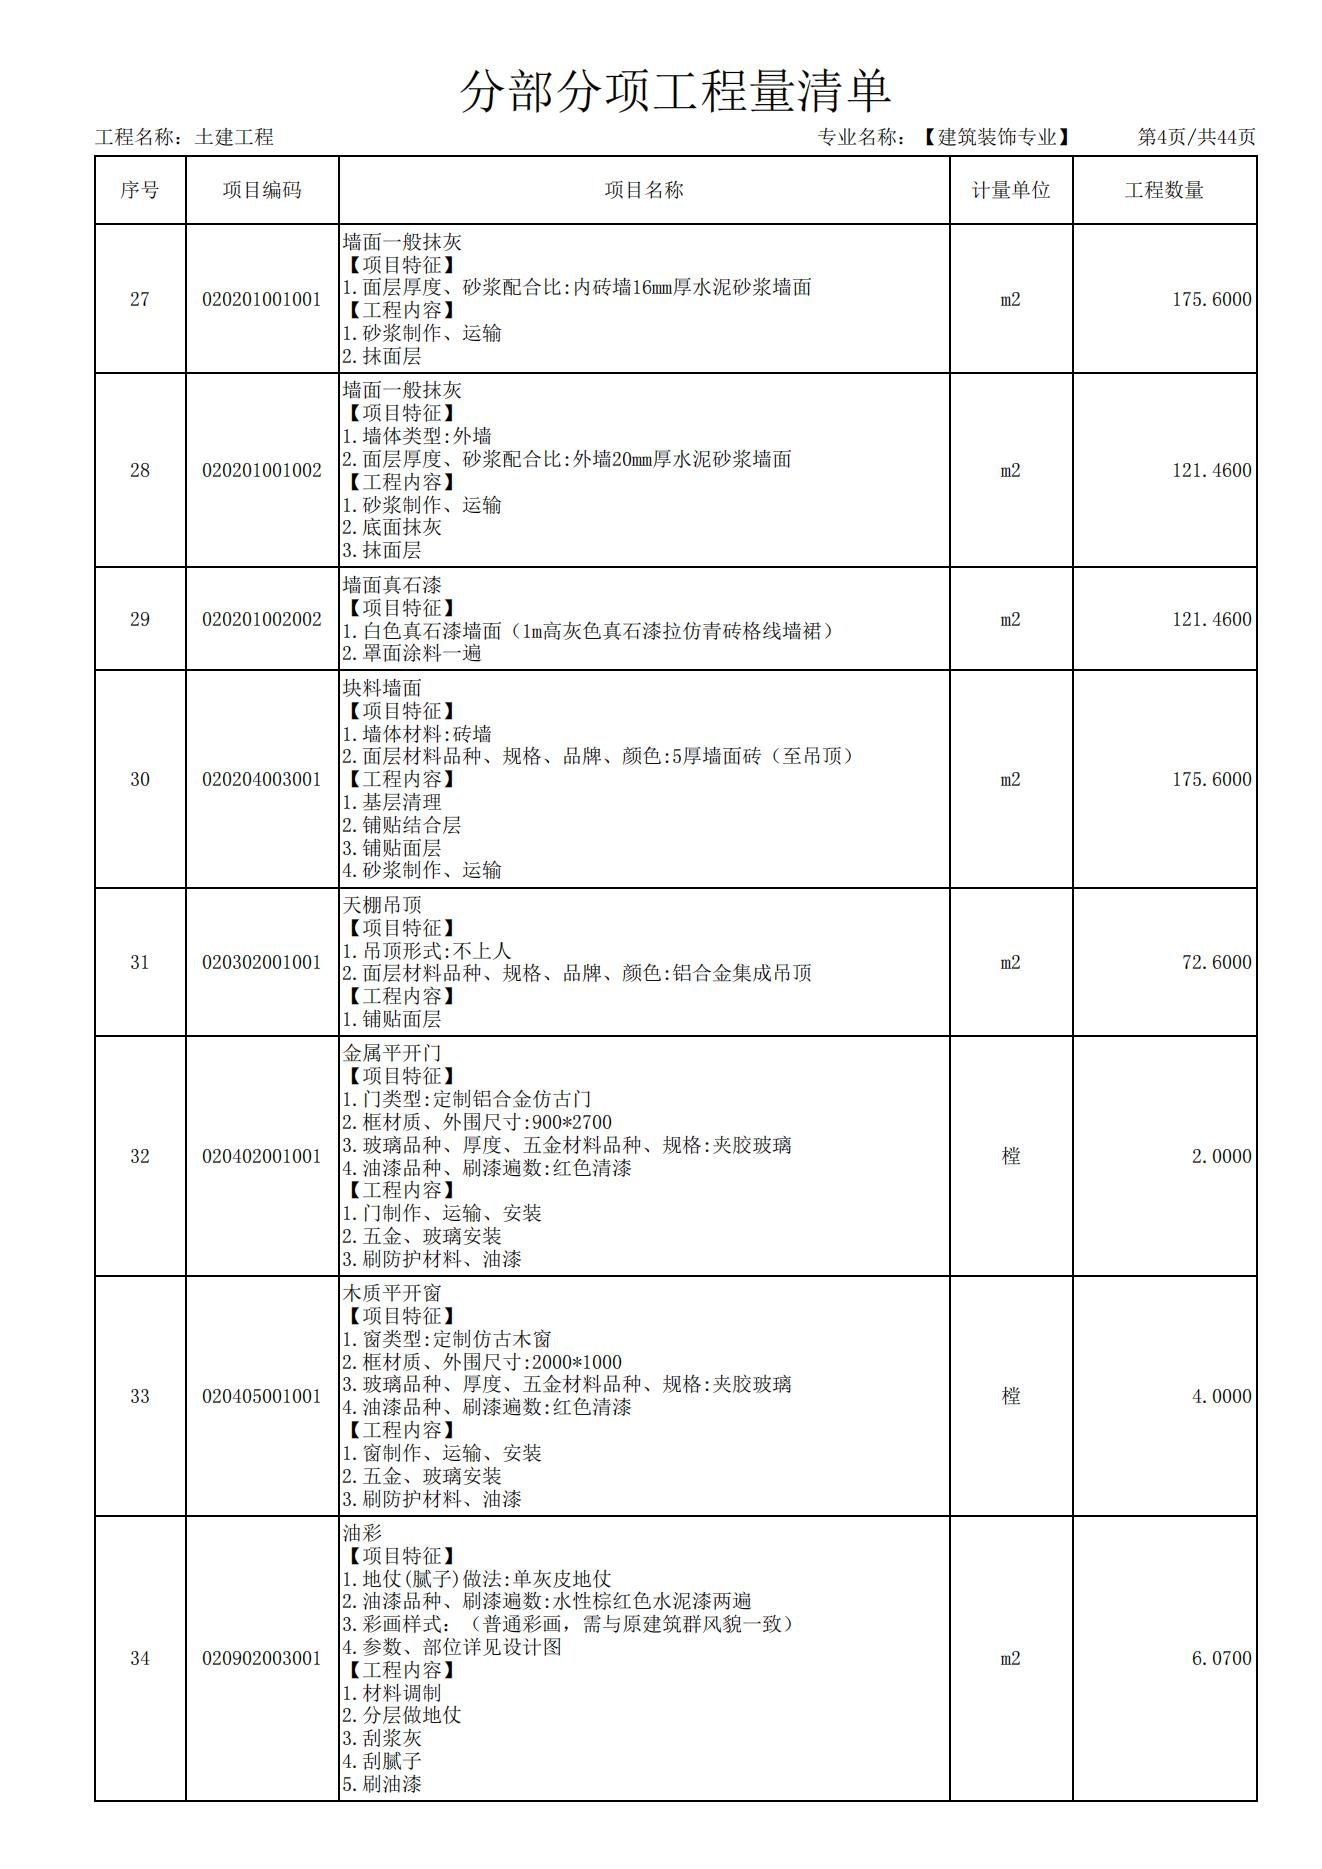 分部分项工程量清单
工程名称：土建工程 专业名称：【建筑装饰专业】 第4页/共44页
序号 项目编码 项目名称 计量单位 工程数量
27 020201001001 m2 175.6000
墙面一般抹灰
【项目特征】
1.面层厚度、砂浆配合比:内砖墙16mm厚水泥砂浆墙面
【工程内容】
1.砂浆制作、运输
2.抹面层
28 020201001002 m2 121.4600
墙面一般抹灰
【项目特征】
1.墙体类型:外墙
2.面层厚度、砂浆配合比:外墙20mm厚水泥砂浆墙面
【工程内容】
1.砂浆制作、运输
2.底面抹灰
3.抹面层
29 020201002002 m2 121.4600
墙面真石漆
【项目特征】
1.白色真石漆墙面（1m高灰色真石漆拉仿青砖格线墙裙）
2.罩面涂料一遍
30 020204003001 m2 175.6000
块料墙面
【项目特征】
1.墙体材料:砖墙
2.面层材料品种、规格、品牌、颜色:5厚墙面砖（至吊顶）
【工程内容】
1.基层清理
2.铺贴结合层
3.铺贴面层
4.砂浆制作、运输
31 020302001001 m2 72.6000
天棚吊顶
【项目特征】
1.吊顶形式:不上人
2.面层材料品种、规格、品牌、颜色:铝合金集成吊顶
【工程内容】
1.铺贴面层
32 020402001001 樘 2.0000
金属平开门
【项目特征】
1.门类型:定制铝合金仿古门
2.框材质、外围尺寸:900*2700
3.玻璃品种、厚度、五金材料品种、规格:夹胶玻璃
4.油漆品种、刷漆遍数:红色清漆
【工程内容】
1.门制作、运输、安装
2.五金、玻璃安装
3.刷防护材料、油漆
33 020405001001 樘 4.0000
木质平开窗
【项目特征】
1.窗类型:定制仿古木窗
2.框材质、外围尺寸:2000*1000
3.玻璃品种、厚度、五金材料品种、规格:夹胶玻璃
4.油漆品种、刷漆遍数:红色清漆
【工程内容】
1.窗制作、运输、安装
2.五金、玻璃安装
3.刷防护材料、油漆
34 020902003001 m2 6.0700
油彩
【项目特征】
1.地仗(腻子)做法:单灰皮地仗
2.油漆品种、刷漆遍数:水性棕红色水泥漆两遍
3.彩画样式：（普通彩画，需与原建筑群风貌一致）
4.参数、部位详见设计图
【工程内容】
1.材料调制
2.分层做地仗
3.刮浆灰
4.刮腻子
5.刷油漆